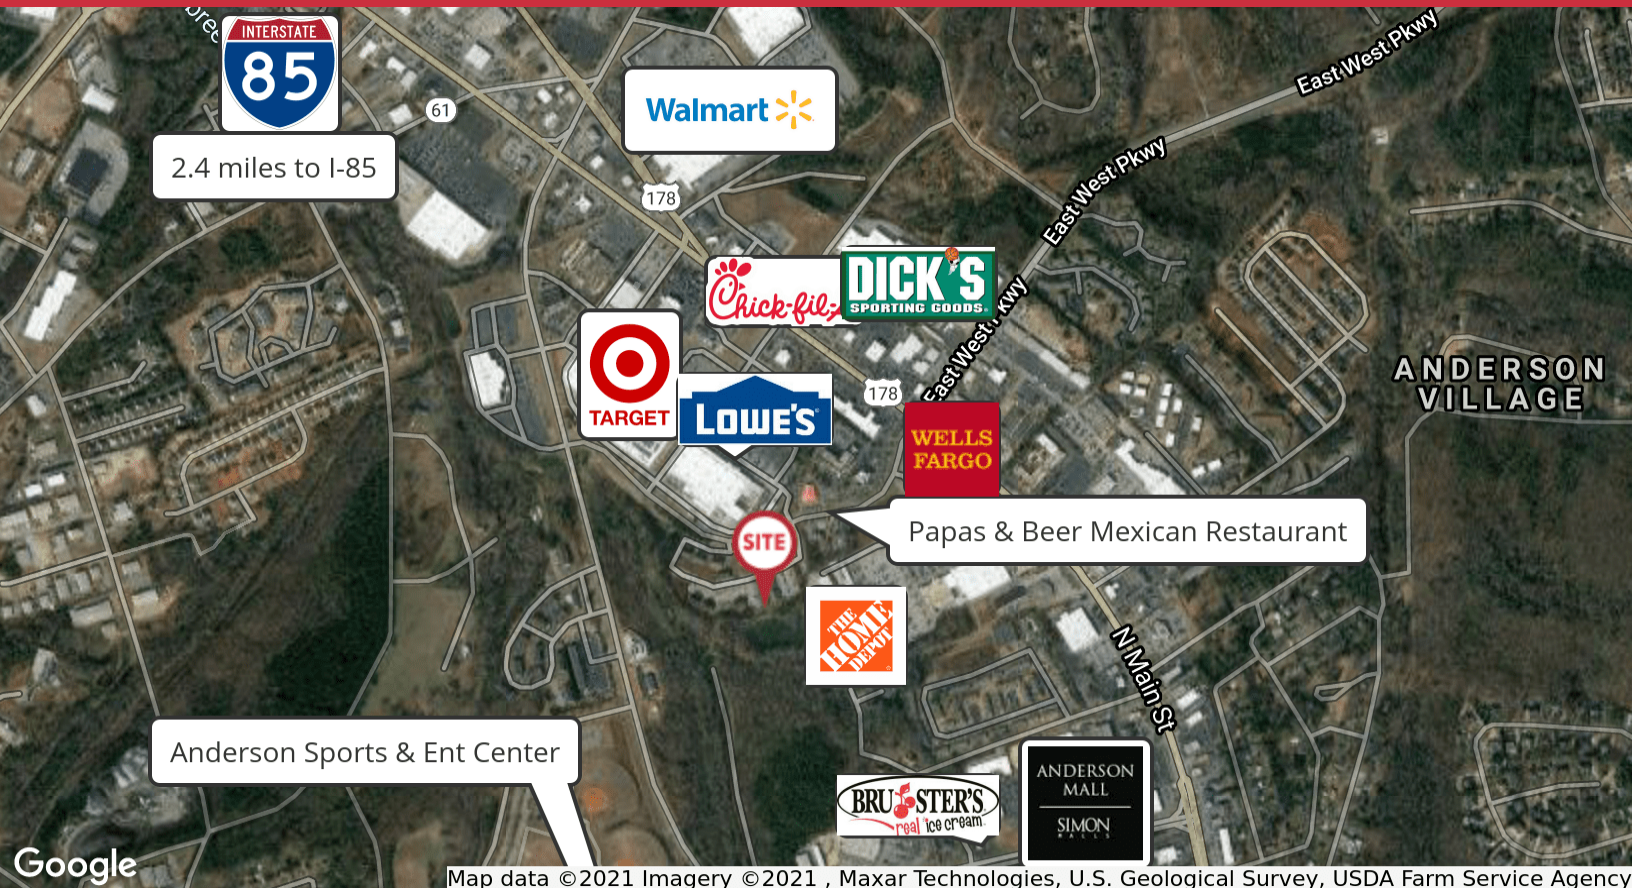 INTERSTATE
85
2.4 miles to I-85
61
Walmart
East West Pkwy
178
East West Pkwy
Chick-fil-A
DICK'S
SPORTING GOODS
East West Pkwy
TARGET
LOWE'S
178
ANDERSON
VILLAGE
WELLS
FARGO
SITE
Papas & Beer Mexican Restaurant
THE
HOME
DEPOT
N Main St
Anderson Sports & Ent Center
BRUSTER'S
real ice cream
ANDERSON
MALL
SIMON
MALLS
Google
Map data ©2021 Imagery ©2021 , Maxar Technologies, U.S. Geological Survey, USDA Farm Service Agency